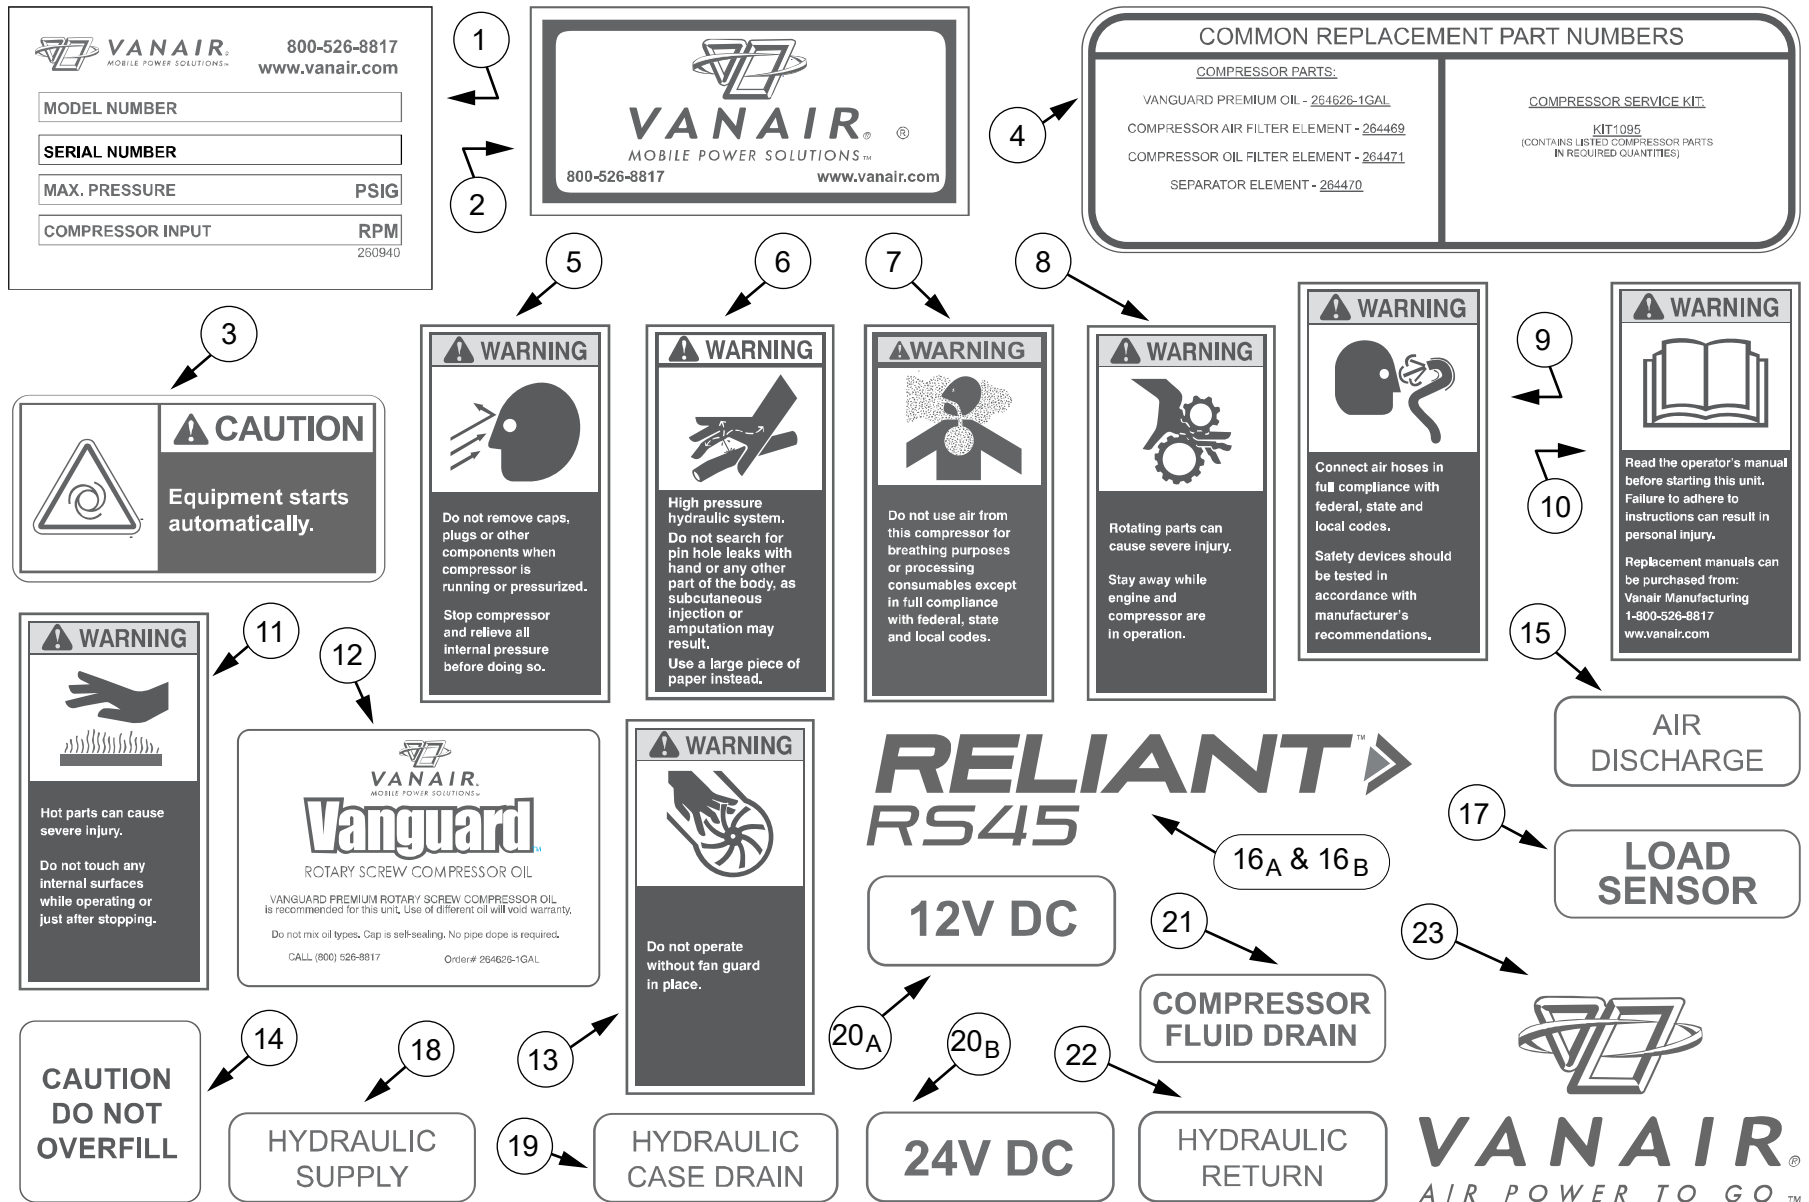 VANAIR®
MOBILE POWER SOLUTIONS™
800-526-8817
www.vanair.com
MODEL NUMBER
SERIAL NUMBER
MAX. PRESSURE PSIG
COMPRESSOR INPUT RPM
260940
1
2
VANAIR® ®
MOBILE POWER SOLUTIONS™
800-526-8817 www.vanair.com
4
COMMON REPLACEMENT PART NUMBERS
COMPRESSOR PARTS:
VANGUARD PREMIUM OIL - 264626-1GAL
COMPRESSOR AIR FILTER ELEMENT - 264469
COMPRESSOR OIL FILTER ELEMENT - 264471
SEPARATOR ELEMENT - 264470
COMPRESSOR SERVICE KIT:
KIT1095
(CONTAINS LISTED COMPRESSOR PARTS
IN REQUIRED QUANTITIES)
3
CAUTION
Equipment starts
automatically.
5
WARNING
Do not remove caps,
plugs or other
components when
compressor is
running or pressurized.
Stop compressor
and relieve all
internal pressure
before doing so.
6
WARNING
High pressure
hydraulic system.
Do not search for
pin hole leaks with
hand or any other
part of the body, as
subcutaneous
injection or
amputation may
result.
Use a large piece of
paper instead.
7
WARNING
Do not use air from
this compressor for
breathing purposes
or processing
consumables except
in full compliance
with federal, state
and local codes.
8
WARNING
Rotating parts can
cause severe injury.
Stay away while
engine and
compressor are
in operation.
WARNING
Connect air hoses in
full compliance with
federal, state and
local codes.
Safety devices should
be tested in
accordance with
manufacturer's
recommendations.
9
10
WARNING
Read the operator's manual
before starting this unit.
Failure to adhere to
instructions can result in
personal injury.
Replacement manuals can
be purchased from:
Vanair Manufacturing
1-800-526-8817
ww.vanair.com
11
WARNING
Hot parts can cause
severe injury.
Do not touch any
internal surfaces
while operating or
just after stopping.
12
VANAIR®
MOBILE POWER SOLUTIONS™
Vanguard™
ROTARY SCREW COMPRESSOR OIL
VANGUARD PREMIUM ROTARY SCREW COMPRESSOR OIL
is recommended for this unit. Use of different oil will void warranty.
Do not mix oil types. Cap is self-sealing. No pipe dope is required.
CALL (800) 526-8817 Order# 264626-1GAL
WARNING
Do not operate
without fan guard
in place.
13
RELIANT™
RS45
16A & 16B
15
AIR
DISCHARGE
17
LOAD
SENSOR
12V DC
20A
21
COMPRESSOR
FLUID DRAIN
23
VANAIR®
AIR POWER TO GO™
14
CAUTION
DO NOT
OVERFILL
18
HYDRAULIC
SUPPLY
19
HYDRAULIC
CASE DRAIN
20B
24V DC
22
HYDRAULIC
RETURN